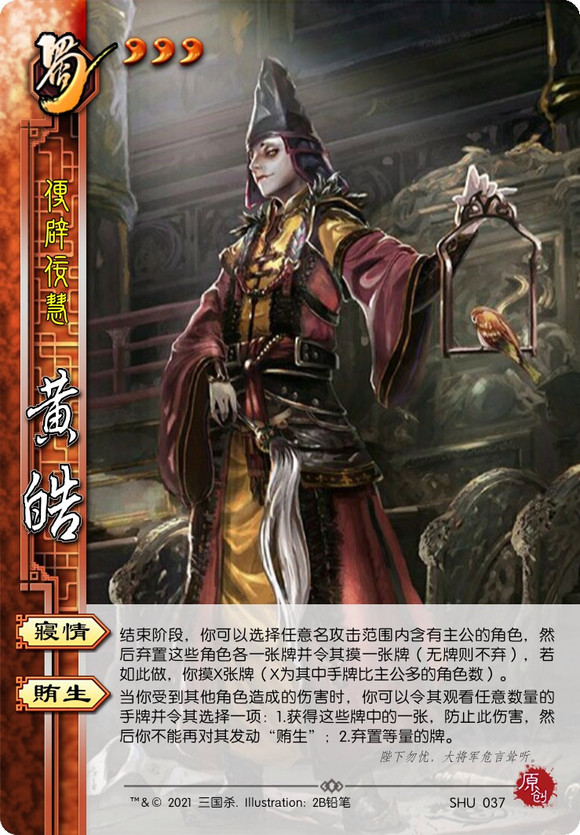 蜀
便辟佞慧
黄皓
寝情
结束阶段，你可以选择任意名攻击范围内含有主公的角色，然
后弃置这些角色各一张牌并令其摸一张牌（无牌则不弃），若
如此做，你摸X张牌（X为其中手牌比主公多的角色数）。
贿生
当你受到其他角色造成的伤害时，你可以令其观看任意数量的
手牌并令其选择一项：1.获得这些牌中的一张，防止此伤害，然
后你不能再对其发动“贿生”；2.弃置等量的牌。
陛下勿忧，大将军危言耸听。
™&© 2021 三国杀. Illustration: 2B铅笔
SHU 037
原创